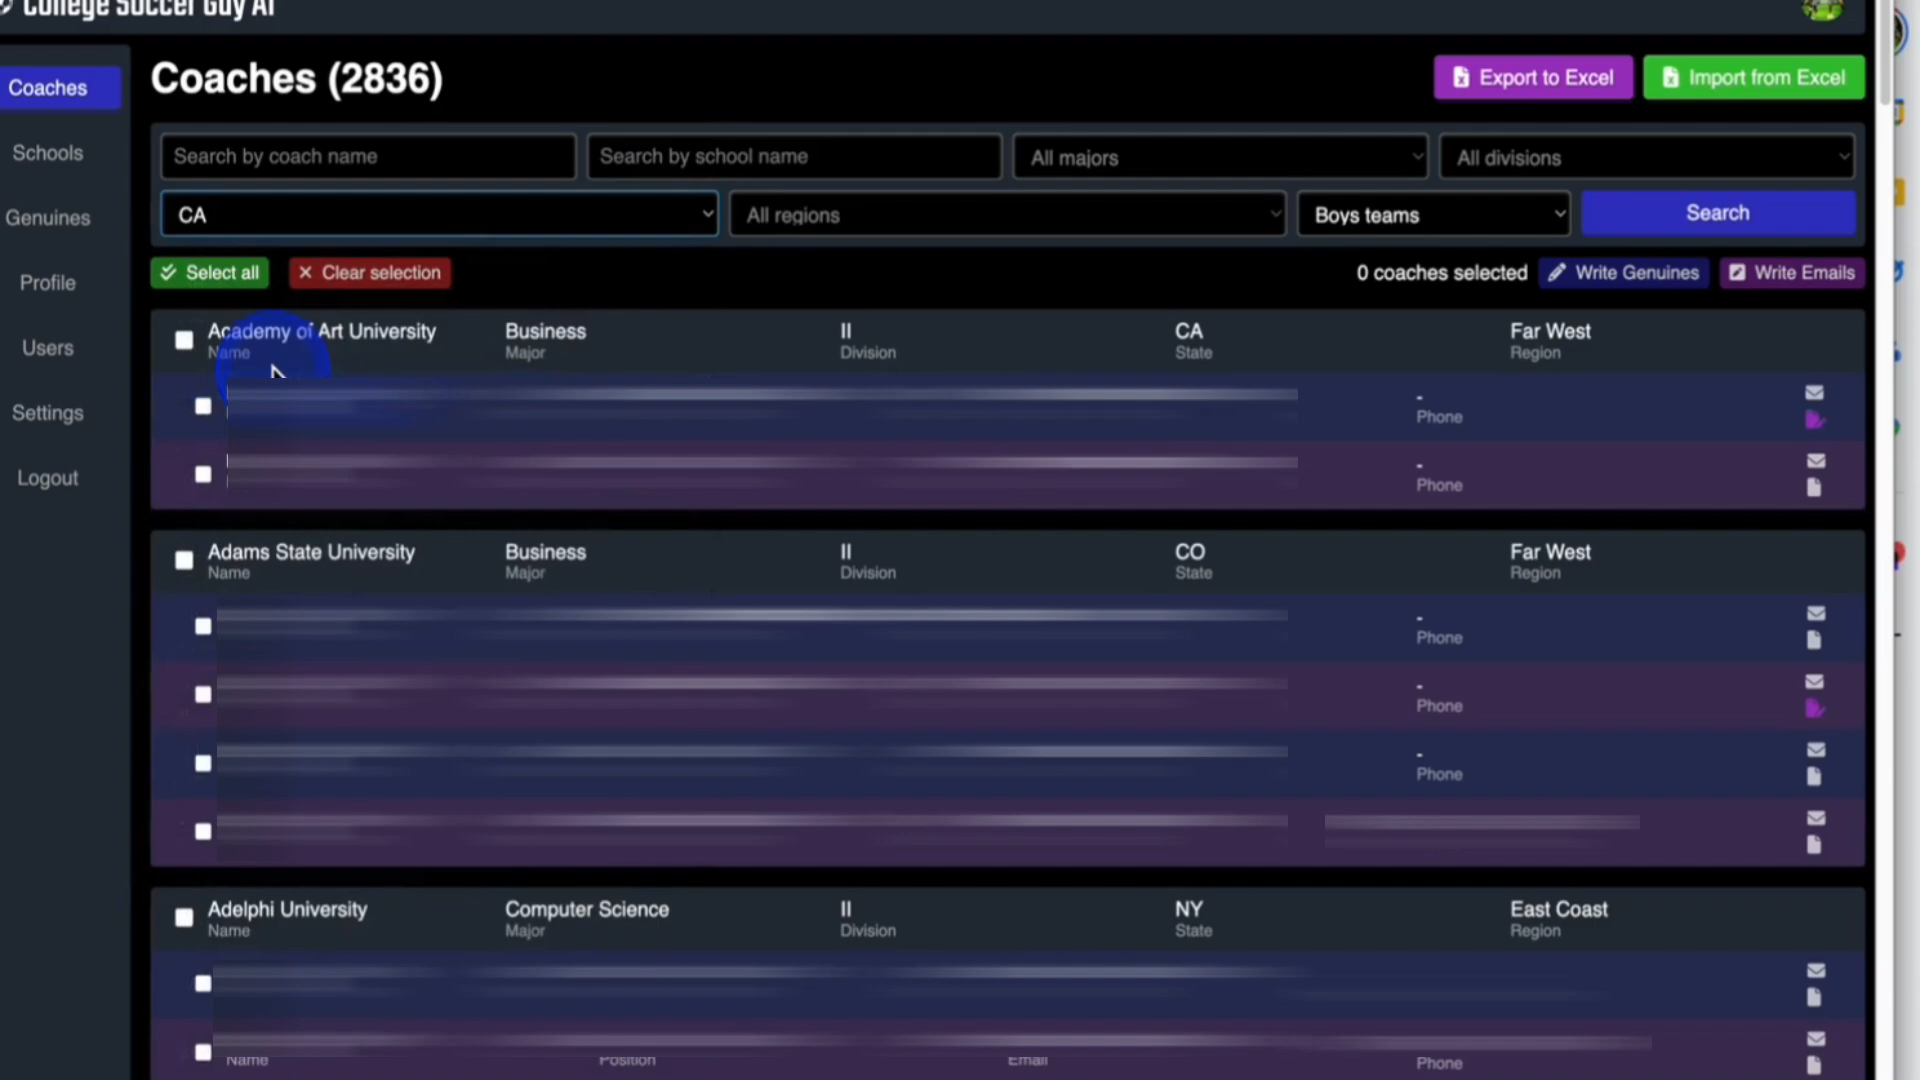 College Soccer Guy AI
Coaches
Schools
Genuines
Profile
Users
Settings
Logout
Coaches (2836)
Export to Excel
Import from Excel
Search by coach name
Search by school name
All majors
All divisions
CA
All regions
Boys teams
Search
Select all
Clear selection
0 coaches selected
Write Genuines
Write Emails
Academy of Art University Business II CA Far West
Name Major Division State Region
-
Phone
-
Phone
Adams State University Business II CO Far West
Name Major Division State Region
-
Phone
-
Phone
-
Phone
Adelphi University Computer Science II NY East Coast
Name Major Division State Region
Name Position Email Phone